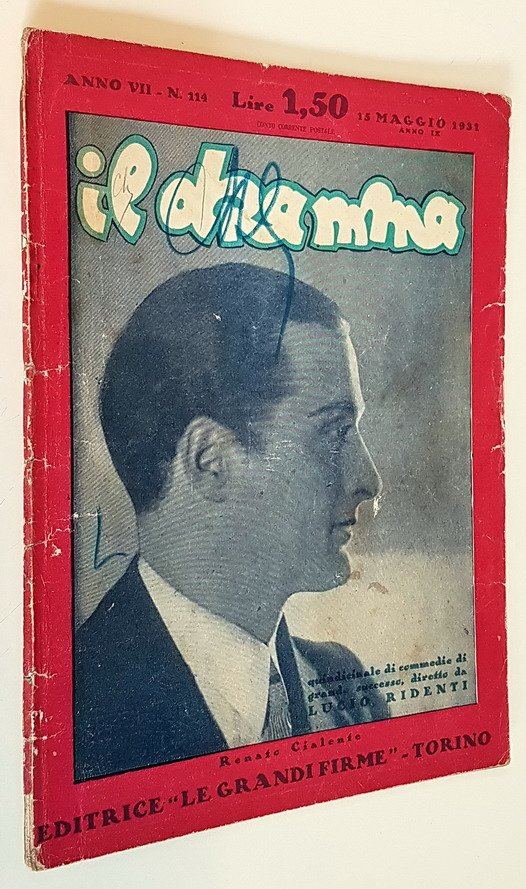 ANNO VII - N. 114 Lire 1,50 15 MAGGIO 1931
CONTO CORRENTE POSTALE ANNO IX
il dramma
quindicinale di commedie di
grande successo, diretto da
LUCIO RIDENTI
Renato Cialente
EDITRICE "LE GRANDI FIRME" - TORINO